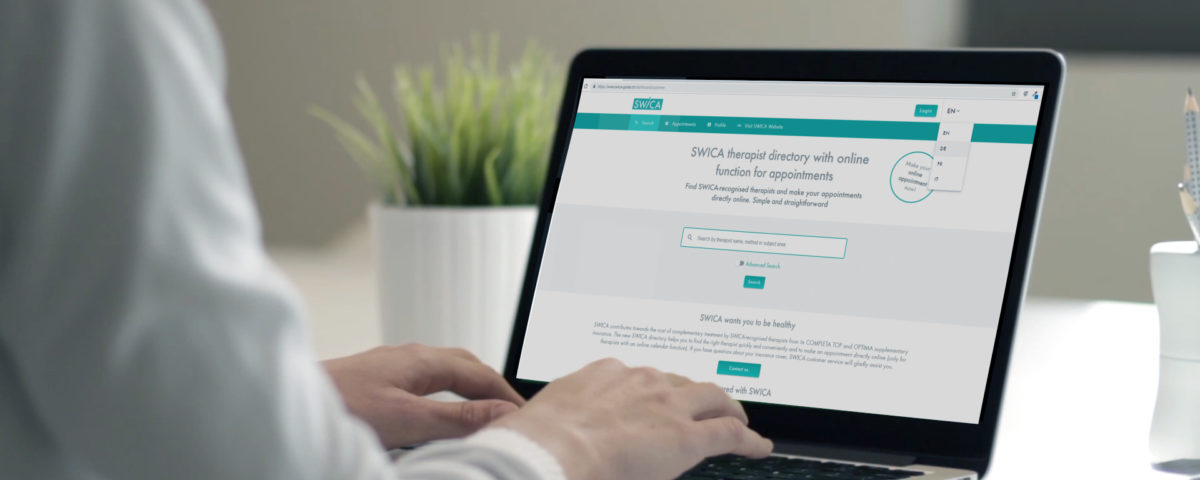 SWICA
Login
EN
Search Appointments Profile Visit SWICA Website
EN
DE
FR
IT
SWICA therapist directory with online
function for appointments
Make your
online
appointment
Find SWICA-recognised therapists and make your appointments
directly online. Simple and straightforward
Search by therapist name, method or subject area
Advanced Search
Search
SWICA wants you to be healthy
SWICA contributes towards the cost of complementary treatment by SWICA-recognised therapists from its COMPLETA TOP and OPTIMA supplementary
insurance. The new SWICA directory helps you to find the right therapist quickly and conveniently and to make an appointment directly online (only for
therapists with an online calendar function). If you have questions about your insurance cover, SWICA customer service will gladly assist you.
Contact us
with SWICA